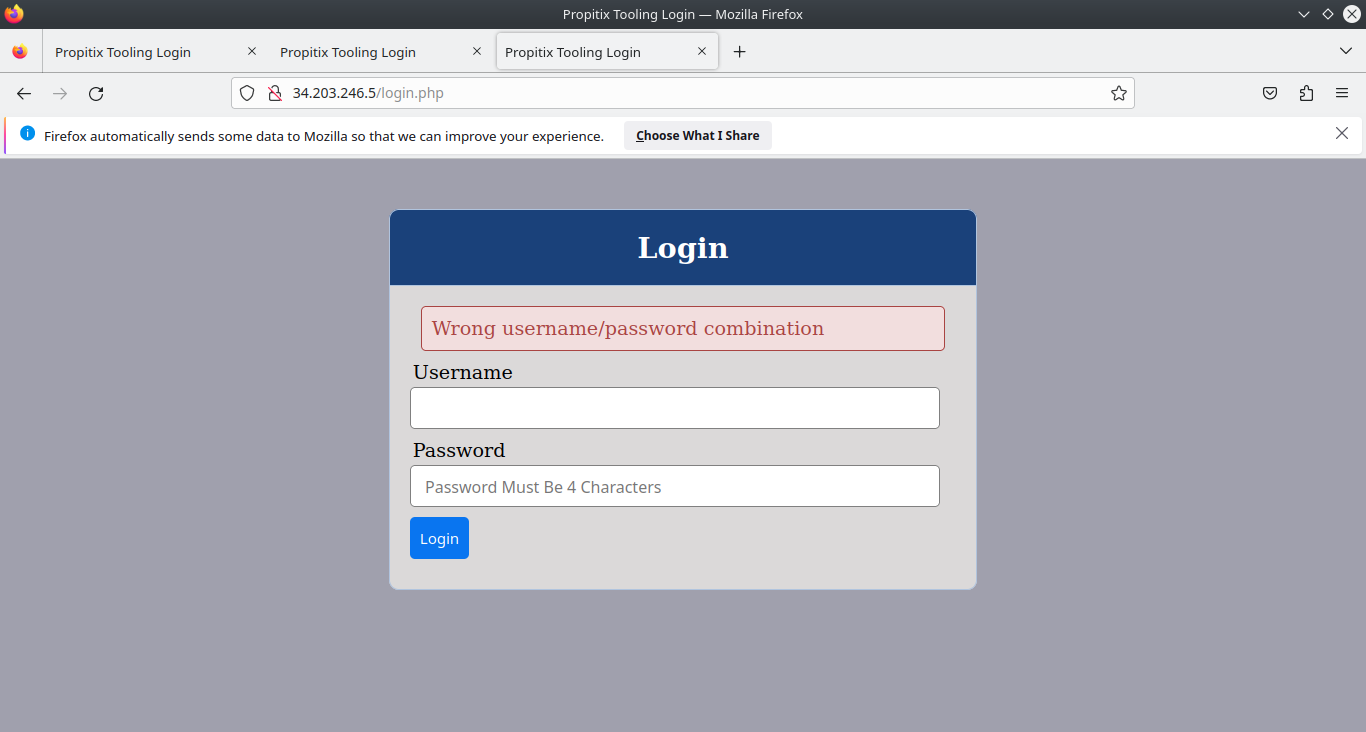 Propitix Tooling Login — Mozilla Firefox
Propitix Tooling Login
Propitix Tooling Login
Propitix Tooling Login
34.203.246.5/login.php
Firefox automatically sends some data to Mozilla so that we can improve your experience.
Choose What I Share
Login
Wrong username/password combination
Username
Password
Password Must Be 4 Characters
Login